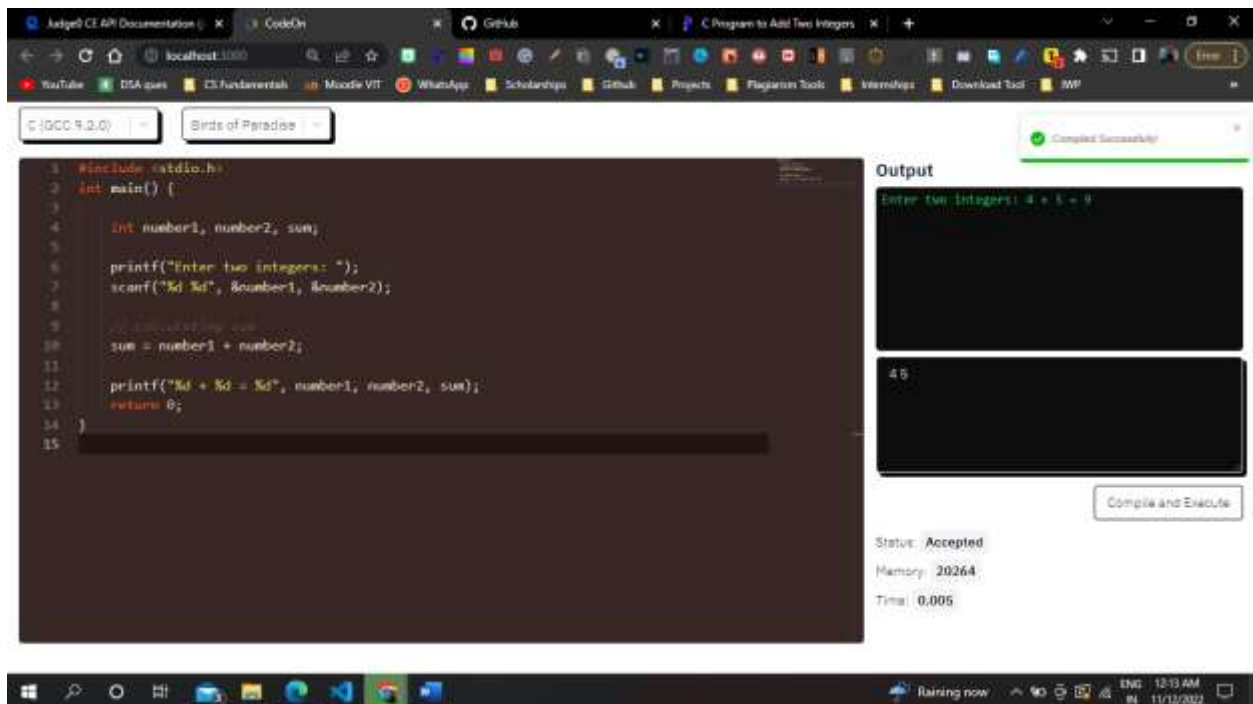 Judge0 CE API Documentation (
CodeOn
GitHub
C Program to Add Two Integers
localhost:3000
Error
YouTube
DSA ques
CS Fundamentals
Moodle VIT
WhatsApp
Scholarships
Github
Projects
Plagiarism Tools
Internships
Download Tool
IWP
C (GCC 9.2.0)
Birds of Paradise
Compiled Successfully!
1 #include <stdio.h>
2 int main() {
3
4 int number1, number2, sum;
5
6 printf("Enter two integers: ");
7 scanf("%d %d", &number1, &number2);
8
9 // calculating sum
10 sum = number1 + number2;
11
12 printf("%d + %d = %d", number1, number2, sum);
13 return 0;
14 }
15
Output
Enter two integers: 4 + 5 = 9
4 5
Compile and Execute
Status: Accepted
Memory: 20264
Time: 0.005
Raining now
ENG
IN
12:13 AM
11/12/2022